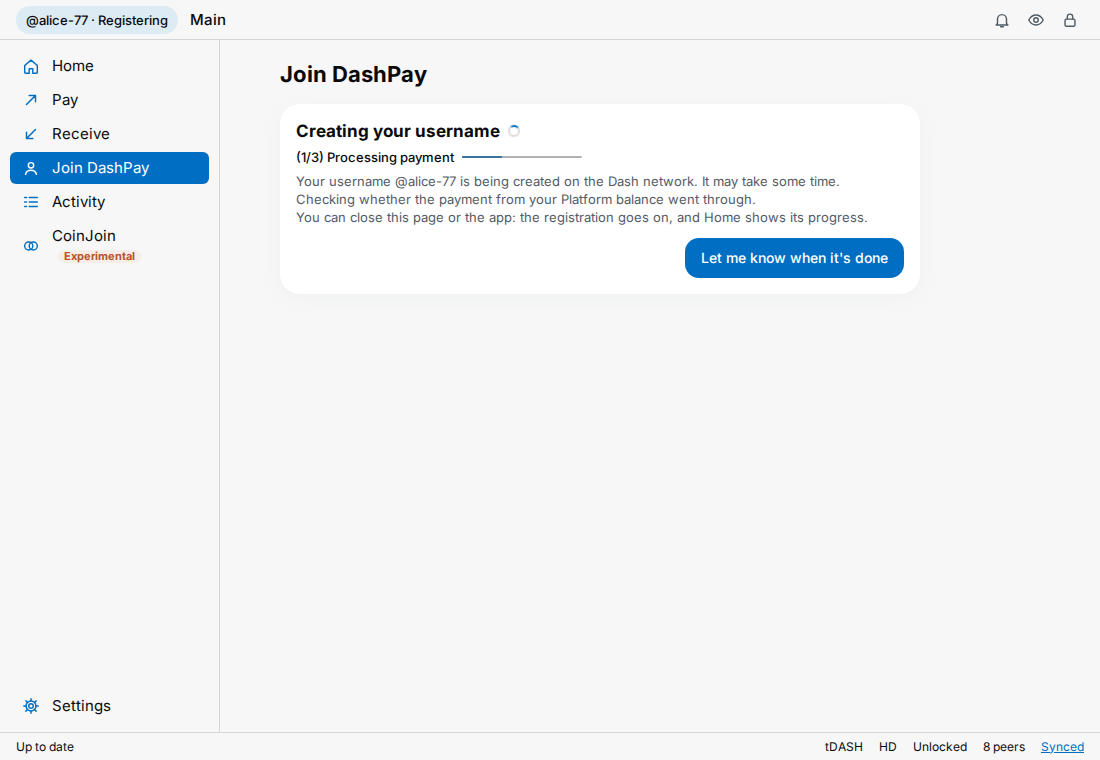 @alice-77 · Registering
Main
Home
Pay
Receive
Join DashPay
Activity
CoinJoin
Experimental
Settings
Join DashPay
Creating your username
(1/3) Processing payment
Your username @alice-77 is being created on the Dash network. It may take some time.
Checking whether the payment from your Platform balance went through.
You can close this page or the app: the registration goes on, and Home shows its progress.
Let me know when it's done
Up to date
tDASH
HD
Unlocked
8 peers
Synced